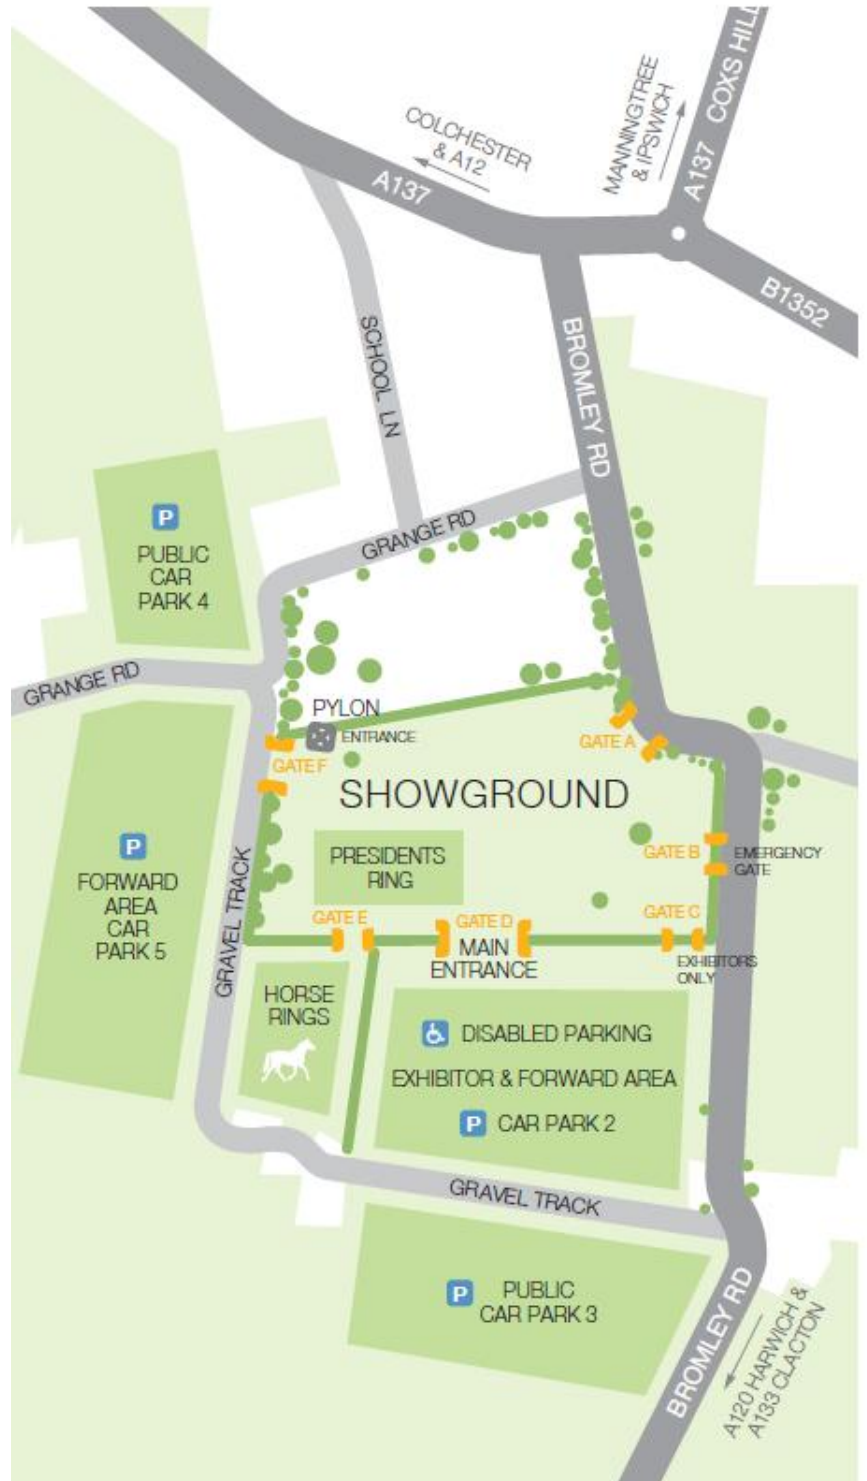 COLCHESTER
& A12
MANNINGTREE
& IPSWICH
A137 COXS HILL
A137
B1352
SCHOOL LN
BROMLEY RD
GRANGE RD
P
PUBLIC
CAR
PARK 4
GRANGE RD
PYLON
ENTRANCE
GATE F
GATE A
SHOWGROUND
P
FORWARD
AREA
CAR
PARK 5
PRESIDENTS
RING
GATE B
EMERGENCY
GATE
GRAVEL TRACK
GATE E
GATE D
MAIN
ENTRANCE
GATE C
EXHIBITORS
ONLY
HORSE
RINGS
DISABLED PARKING
EXHIBITOR & FORWARD AREA
P CAR PARK 2
GRAVEL TRACK
P PUBLIC
CAR PARK 3
BROMLEY RD
A120 HARWICH &
A133 CLACTON